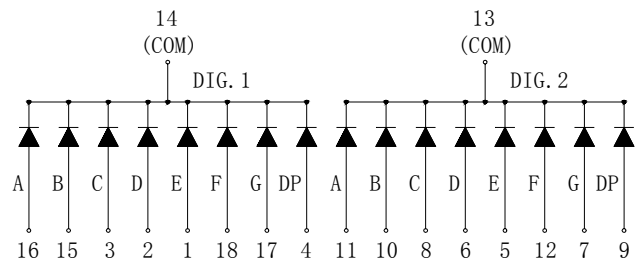 14 13
(COM) (COM)
DIG.1 DIG.2
A B C D E F G DP A B C D E F G DP
16 15 3 2 1 18 17 4 11 10 8 6 5 12 7 9